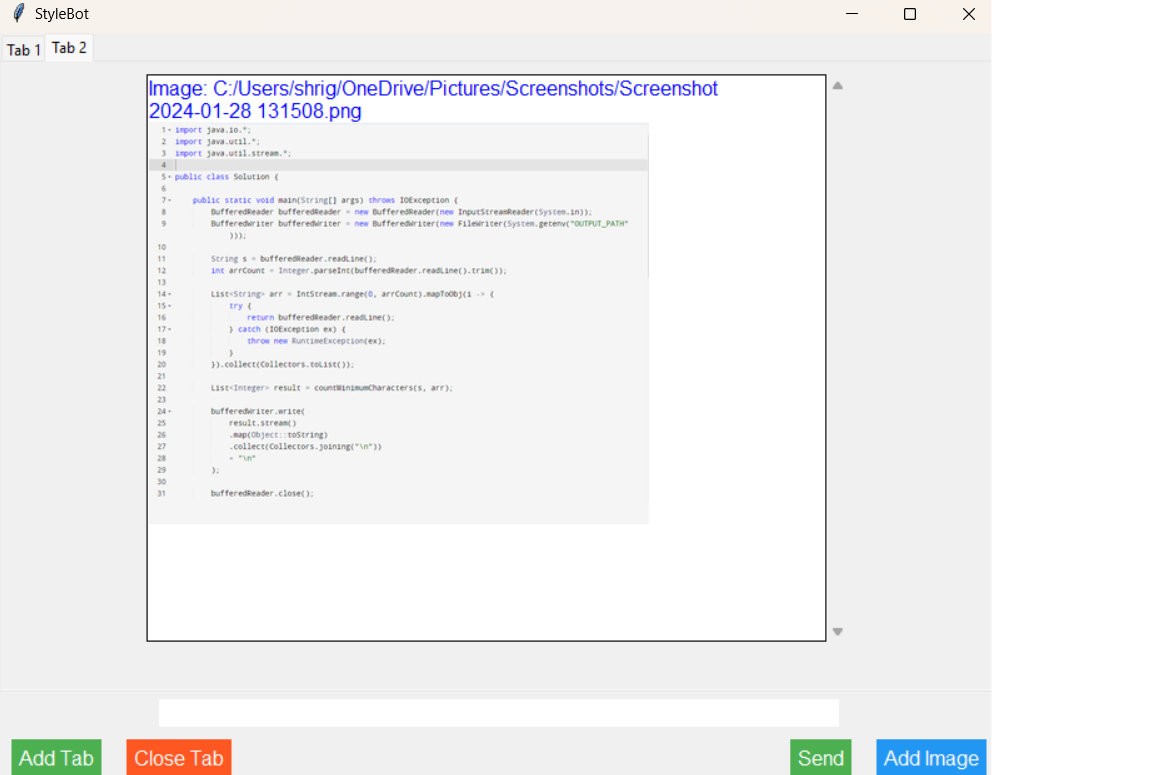 StyleBot
Tab 1 Tab 2
Image: C:/Users/shrig/OneDrive/Pictures/Screenshots/Screenshot
2024-01-28 131508.png
1 import java.io.*;
2 import java.util.*;
3 import java.util.stream.*;
4
5 public class Solution {
6
7 public static void main(String[] args) throws IOException {
8 BufferedReader bufferedReader = new BufferedReader(new InputStreamReader(System.in));
9 BufferedWriter bufferedWriter = new BufferedWriter(new FileWriter(System.getenv("OUTPUT_PATH"
)));
10
11 String s = bufferedReader.readLine();
12 int arrCount = Integer.parseInt(bufferedReader.readLine().trim());
13
14 List<String> arr = IntStream.range(0, arrCount).mapToObj(i -> {
15 try {
16 return bufferedReader.readLine();
17 } catch (IOException ex) {
18 throw new RuntimeException(ex);
19 }
20 }).collect(Collectors.toList());
21
22 List<Integer> result = countMinimumCharacters(s, arr);
23
24 bufferedWriter.write(
25 result.stream()
26 .map(Object::toString)
27 .collect(Collectors.joining("\n"))
28 + "\n"
29 );
30
31 bufferedReader.close();
Add Tab Close Tab Send Add Image